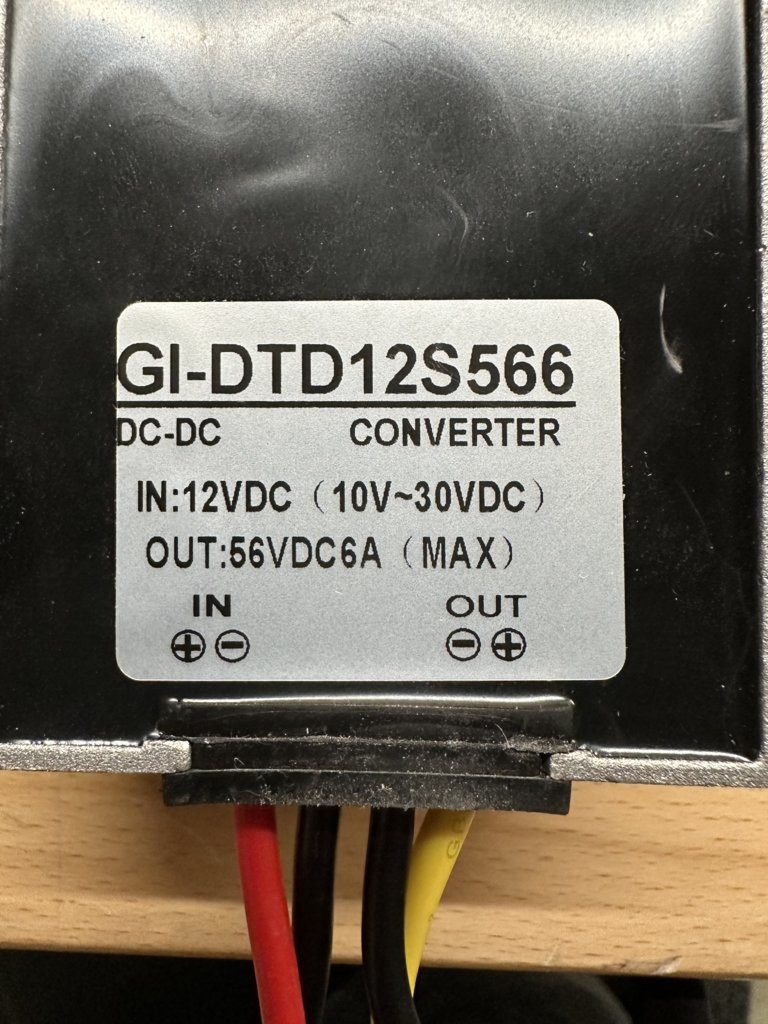 GI-DTD12S566
DC-DC CONVERTER
IN:12VDC（10V~30VDC）
OUT:56VDC6A（MAX）
IN OUT
⊕⊖ ⊖⊕